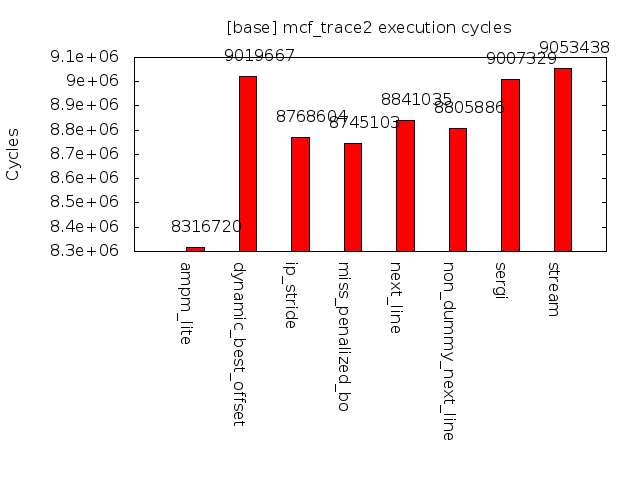 [base] mcf_trace2 execution cycles
Cycles
9.1e+06
9e+06
8.9e+06
8.8e+06
8.7e+06
8.6e+06
8.5e+06
8.4e+06
8.3e+06
8316720
9019667
8768604
8745103
8841035
8805886
9007329
9053438
ampm_lite
dynamic_best_offset
ip_stride
miss_penalized_bo
next_line
non_dummy_next_line
sergi
stream